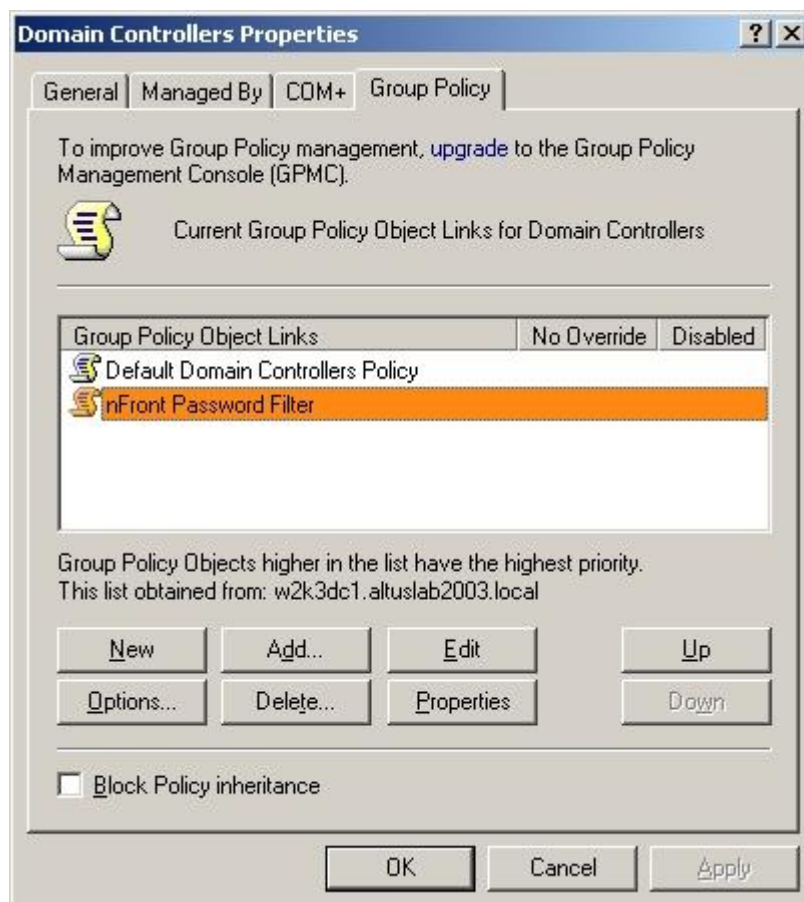 Domain Controllers Properties
General Managed By COM+ Group Policy
To improve Group Policy management, upgrade to the Group Policy
Management Console (GPMC).
Current Group Policy Object Links for Domain Controllers
Group Policy Object Links No Override Disabled
Default Domain Controllers Policy
nFront Password Filter
Group Policy Objects higher in the list have the highest priority.
This list obtained from: w2k3dc1.altuslab2003.local
New Add... Edit Up
Options... Delete... Properties Down
Block Policy inheritance
OK Cancel Apply